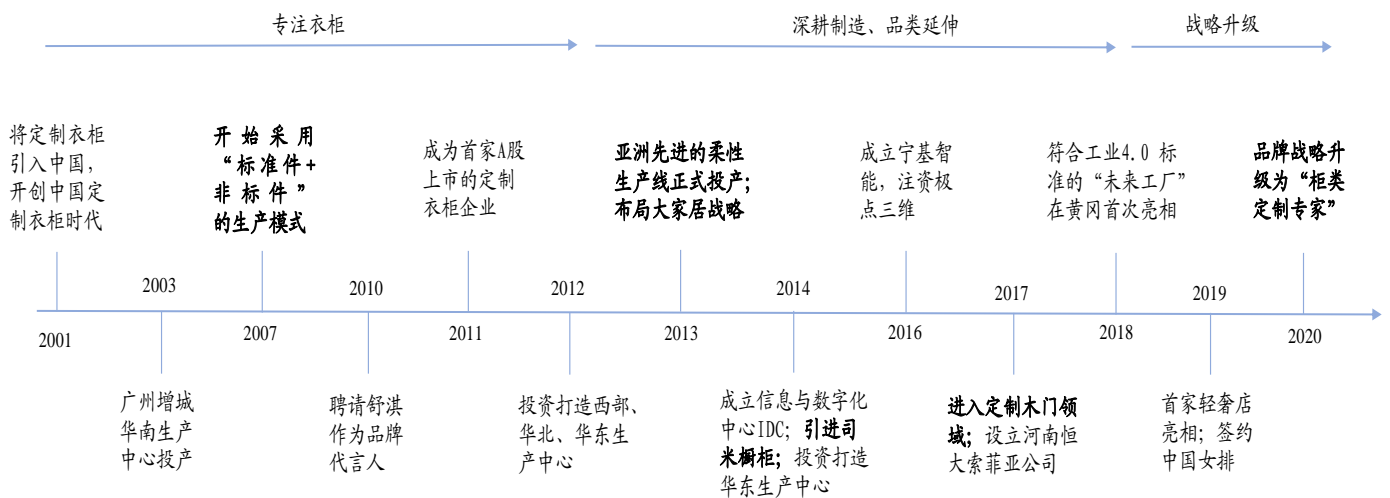 专注衣柜
深耕制造、品类延伸
战略升级
将定制衣柜
引入中国，
开创中国定
制衣柜时代
开始采用
“标准件+
非标件”
的生产模式
成为首家A股
上市的定制
衣柜企业
亚洲先进的柔性
生产线正式投产；
布局大家居战略
成立宁基智
能，注资极
点三维
符合工业4.0 标
准的“未来工厂”
在黄冈首次亮相
品牌战略升
级为“柜类
定制专家”
2003
2010
2012
2014
2017
2019
2001
2007
2011
2013
2016
2018
2020
广州增城
华南生产
中心投产
聘请舒淇
作为品牌
代言人
投资打造西部、
华北、华东生
产中心
成立信息与数字化
中心IDC；引进司
米橱柜；投资打造
华东生产中心
进入定制木门领
域；设立河南恒
大索菲亚公司
首家轻奢店
亮相；签约
中国女排